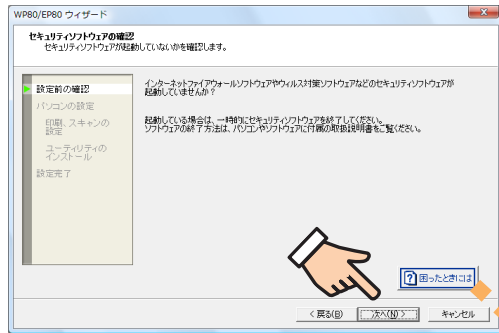 WP80/EP80 ウィザード
セキュリティソフトウェアの確認
セキュリティソフトウェアが起動していないかを確認します。
設定前の確認
パソコンの設定
印刷、スキャンの
設定
ユーティリティの
インストール
設定完了
インターネットファイアウォールソフトウェアやウィルス対策ソフトウェアなどのセキュリティソフトウェアが
起動していませんか？
起動している場合は、一時的にセキュリティソフトウェアを終了してください。
ソフトウェアの終了方法は、パソコンやソフトウェアに付属の取扱説明書をご覧ください。
困ったときには
< 戻る(B)
次へ(N) >
キャンセル